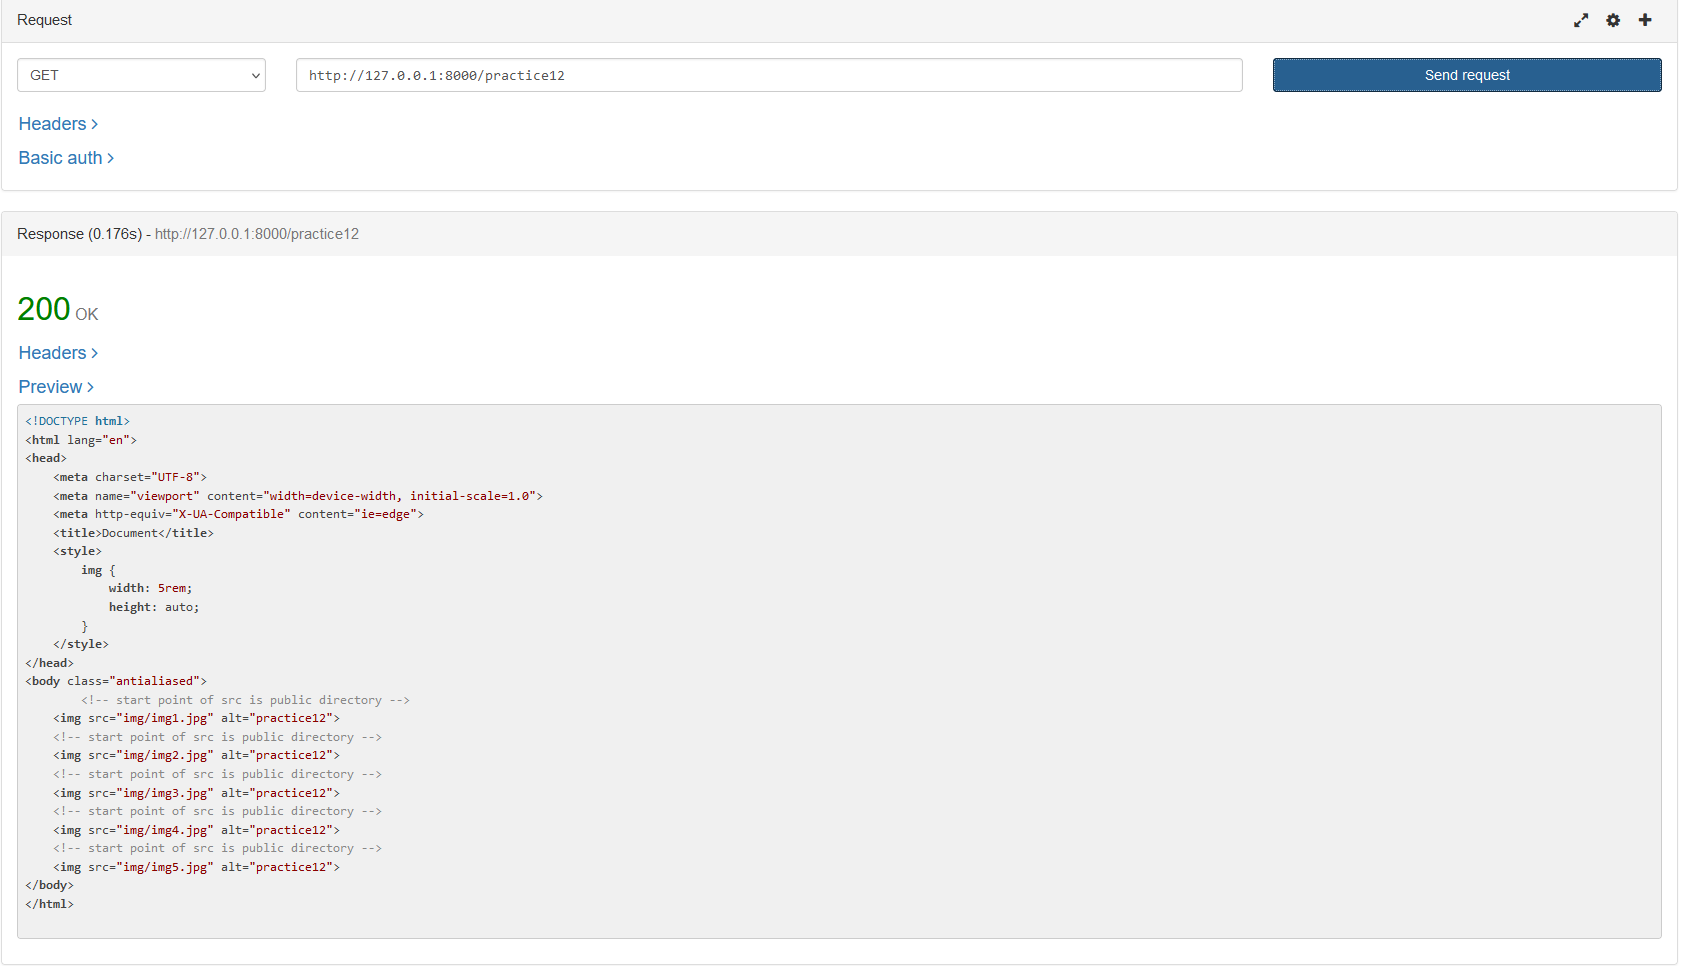 Request
GET
http://127.0.0.1:8000/practice12
Send request
Headers
Basic auth
Response (0.176s) - http://127.0.0.1:8000/practice12
200 OK
Headers
Preview
<!DOCTYPE html>
<html lang="en">
<head>
    <meta charset="UTF-8">
    <meta name="viewport" content="width=device-width, initial-scale=1.0">
    <meta http-equiv="X-UA-Compatible" content="ie=edge">
    <title>Document</title>
    <style>
        img {
            width: 5rem;
            height: auto;
        }
    </style>
</head>
<body class="antialiased">
        <!-- start point of src is public directory -->
    <img src="img/img1.jpg" alt="practice12">
    <!-- start point of src is public directory -->
    <img src="img/img2.jpg" alt="practice12">
    <!-- start point of src is public directory -->
    <img src="img/img3.jpg" alt="practice12">
    <!-- start point of src is public directory -->
    <img src="img/img4.jpg" alt="practice12">
    <!-- start point of src is public directory -->
    <img src="img/img5.jpg" alt="practice12">
</body>
</html>